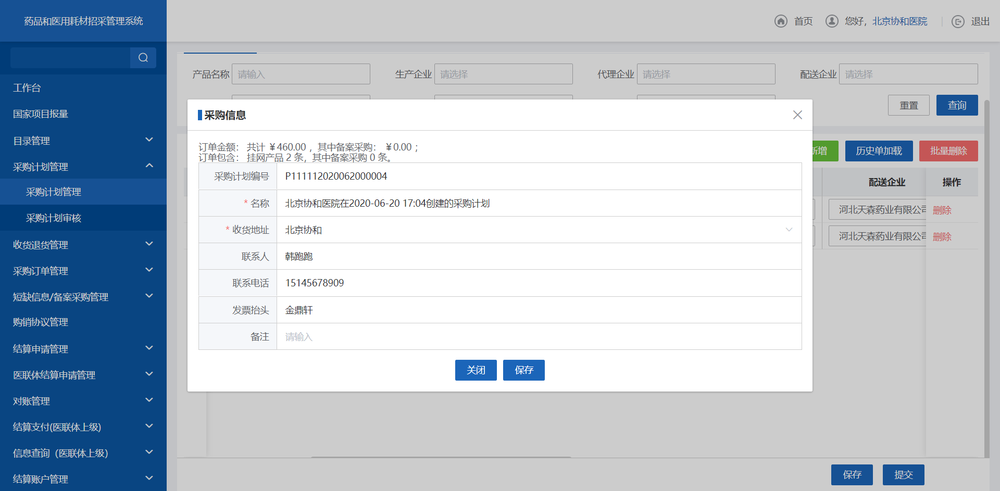 药品和医用耗材招采管理系统
首页
您好，北京协和医院
退出
工作台
国家项目报量
目录管理
采购计划管理
采购计划管理
采购计划审核
收货退货管理
采购订单管理
短缺信息/备案采购管理
购销协议管理
结算申请管理
医联体结算申请管理
对账管理
结算支付(医联体上级)
信息查询（医联体上级）
结算账户管理
产品名称 请输入 生产企业 请选择 代理企业 请选择 配送企业 请选择
重置 查询
新增 历史单加载 批量删除
配送企业 操作
河北天森药业有限公司 删除
河北天森药业有限公司 删除
采购信息
订单金额： 共计 ￥460.00 ，其中备案采购： ￥0.00 ；
订单包含： 挂网产品 2 条，其中备案采购 0 条。
采购计划编号 P111112020062000004
* 名称 北京协和医院在2020-06-20 17:04创建的采购计划
* 收货地址 北京协和
联系人 韩跑跑
联系电话 15145678909
发票抬头 金鼎轩
备注 请输入
关闭 保存
保存 提交